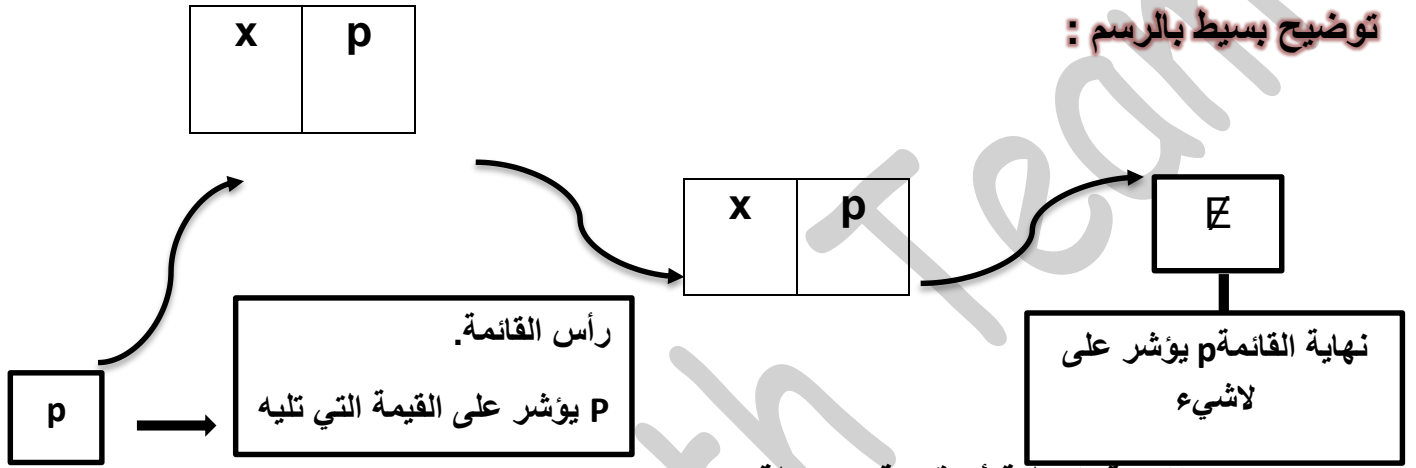 توضيح بسيط بالرسم :
x p
x p
Ɇ
رأس القائمة.
P يؤشر على القيمة التي تليه
نهاية القائمةp يؤشر على
لاشيء
p